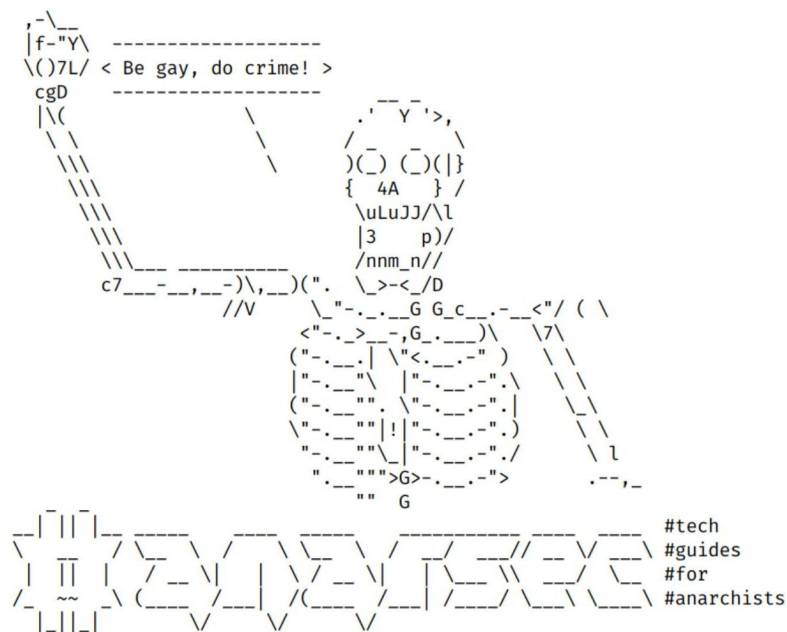 < Be gay, do crime! >
#anarsec
#tech
#guides
#for
#anarchists